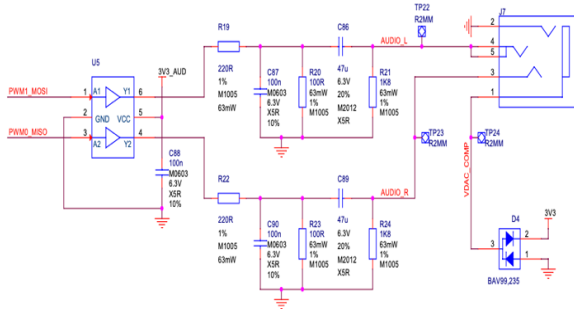 TP22
R2MM
J7
R19
C86
AUDIO_L
2
4
5
3
1
U5
3V3_AUD
PWM1_MOSI
1
A1
Y1
6
2
GND
VCC
5
PWM0_MISO
3
A2
Y2
4
220R
1%
M1005
63mW
C87
100n
M0603
6.3V
X5R
10%
R20
100R
63mW
1%
M1005
47u
6.3V
20%
M2012
X5R
R21
1K8
63mW
1%
M1005
TP23
R2MM
TP24
R2MM
C88
100n
M0603
6.3V
X5R
10%
R22
C89
AUDIO_R
VDAC_COMP
220R
1%
M1005
63mW
C90
100n
M0603
6.3V
X5R
10%
R23
100R
63mW
1%
M1005
47u
6.3V
20%
M2012
X5R
R24
1K8
63mW
1%
M1005
D4
3V3
3
2
1
BAV99,235